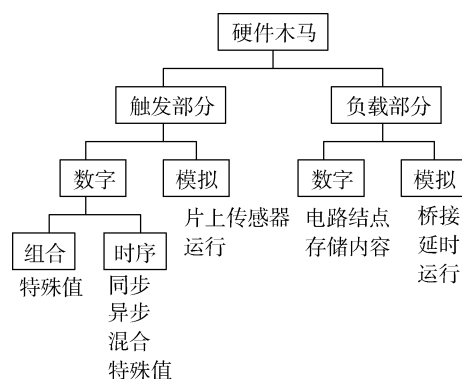 硬件木马
触发部分
负载部分
数字
模拟
数字
模拟
片上传感器
运行
电路结点
存储内容
桥接
延时
运行
组合
时序
特殊值
同步
异步
混合
特殊值